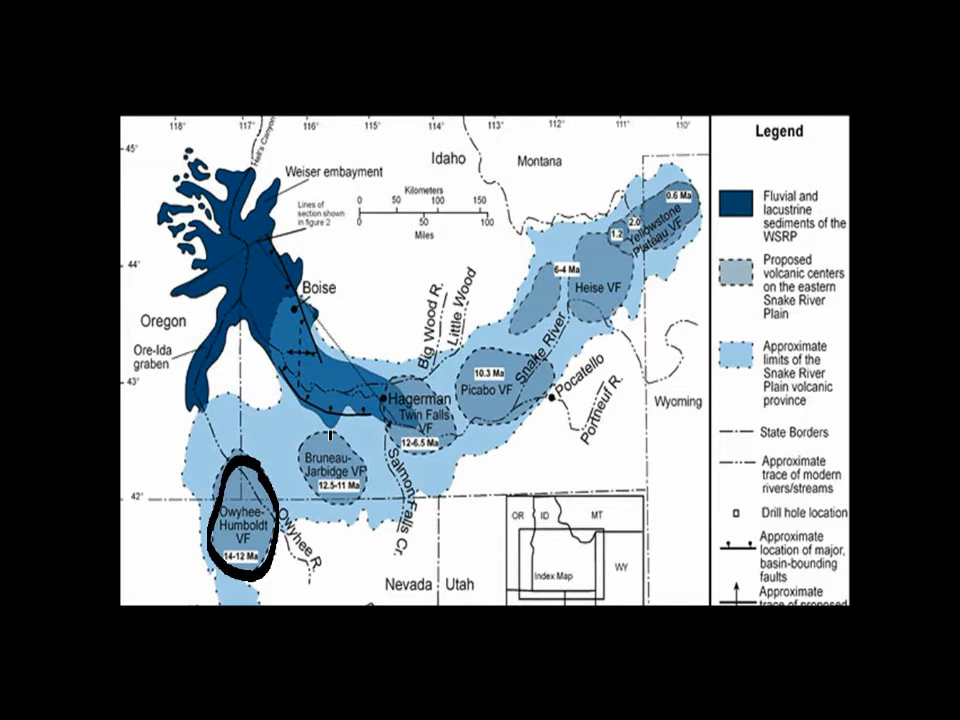 118°
117°
116°
115°
114°
113°
112°
111°
110°
45°
44°
43°
42°
Hell's Canyon
Weiser embayment
Idaho
Montana
Kilometers
0 50 100 150
0 50 100
Miles
Lines of
section shown
in figure 2
Boise
Oregon
Ore-Ida
graben
Big Wood R.
Little Wood
Snake River
Hagerman
Twin Falls
VF
12-6.5 Ma
10.3 Ma
Picabo VF
6-4 Ma
Heise VF
0.6 Ma
2.0
1.2
Yellowstone
Plateau VF
Pocatello
Portneuf R.
Wyoming
Bruneau-
Jarbidge VF
12.5-11 Ma
Salmon Falls Cr.
Owyhee-
Humboldt
VF
14-12 Ma
Owyhee R.
Nevada
Utah
OR
ID
MT
WY
Index Map
Legend
Fluvial and
lacustrine
sediments of the
WSRP
Proposed
volcanic centers
on the eastern
Snake River
Plain
Approximate
limits of the
Snake River
Plain volcanic
province
State Borders
Approximate
trace of modern
rivers/streams
Drill hole location
Approximate
location of major,
basin-bounding
faults
Approximate
trace of proposed